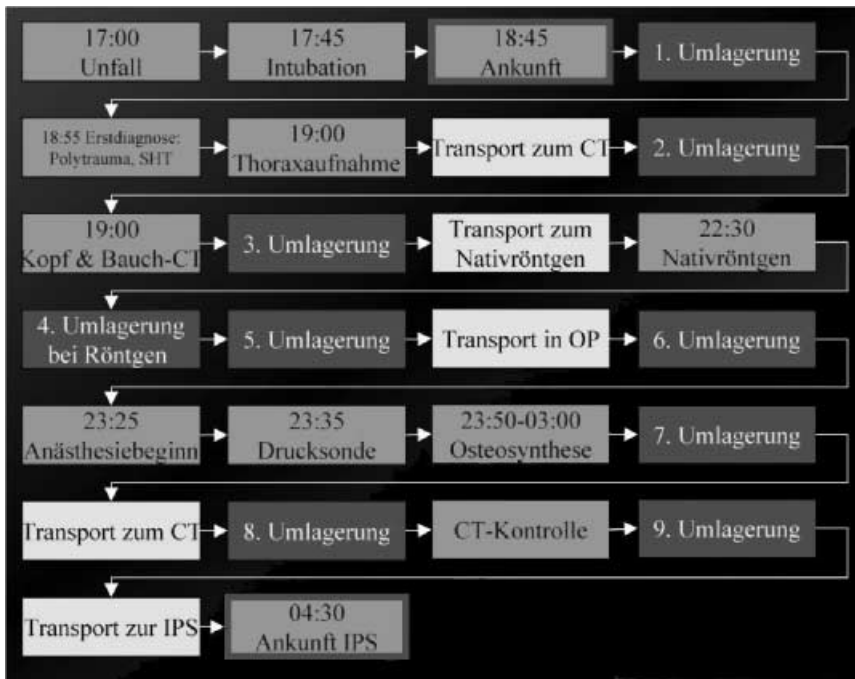 17:00
Unfall
17:45
Intubation
18:45
Ankunft
1. Umlagerung
18:55 Erstdiagnose:
Polytrauma, SHT
19:00
Thoraxaufnahme
Transport zum CT
2. Umlagerung
19:00
Kopf & Bauch-CT
3. Umlagerung
Transport zum
Nativröntgen
22:30
Nativröntgen
4. Umlagerung
bei Röntgen
5. Umlagerung
Transport in OP
6. Umlagerung
23:25
Anästhesiebeginn
23:35
Drucksonde
23:50-03:00
Osteosynthese
7. Umlagerung
Transport zum CT
8. Umlagerung
CT-Kontrolle
9. Umlagerung
Transport zur IPS
04:30
Ankunft IPS